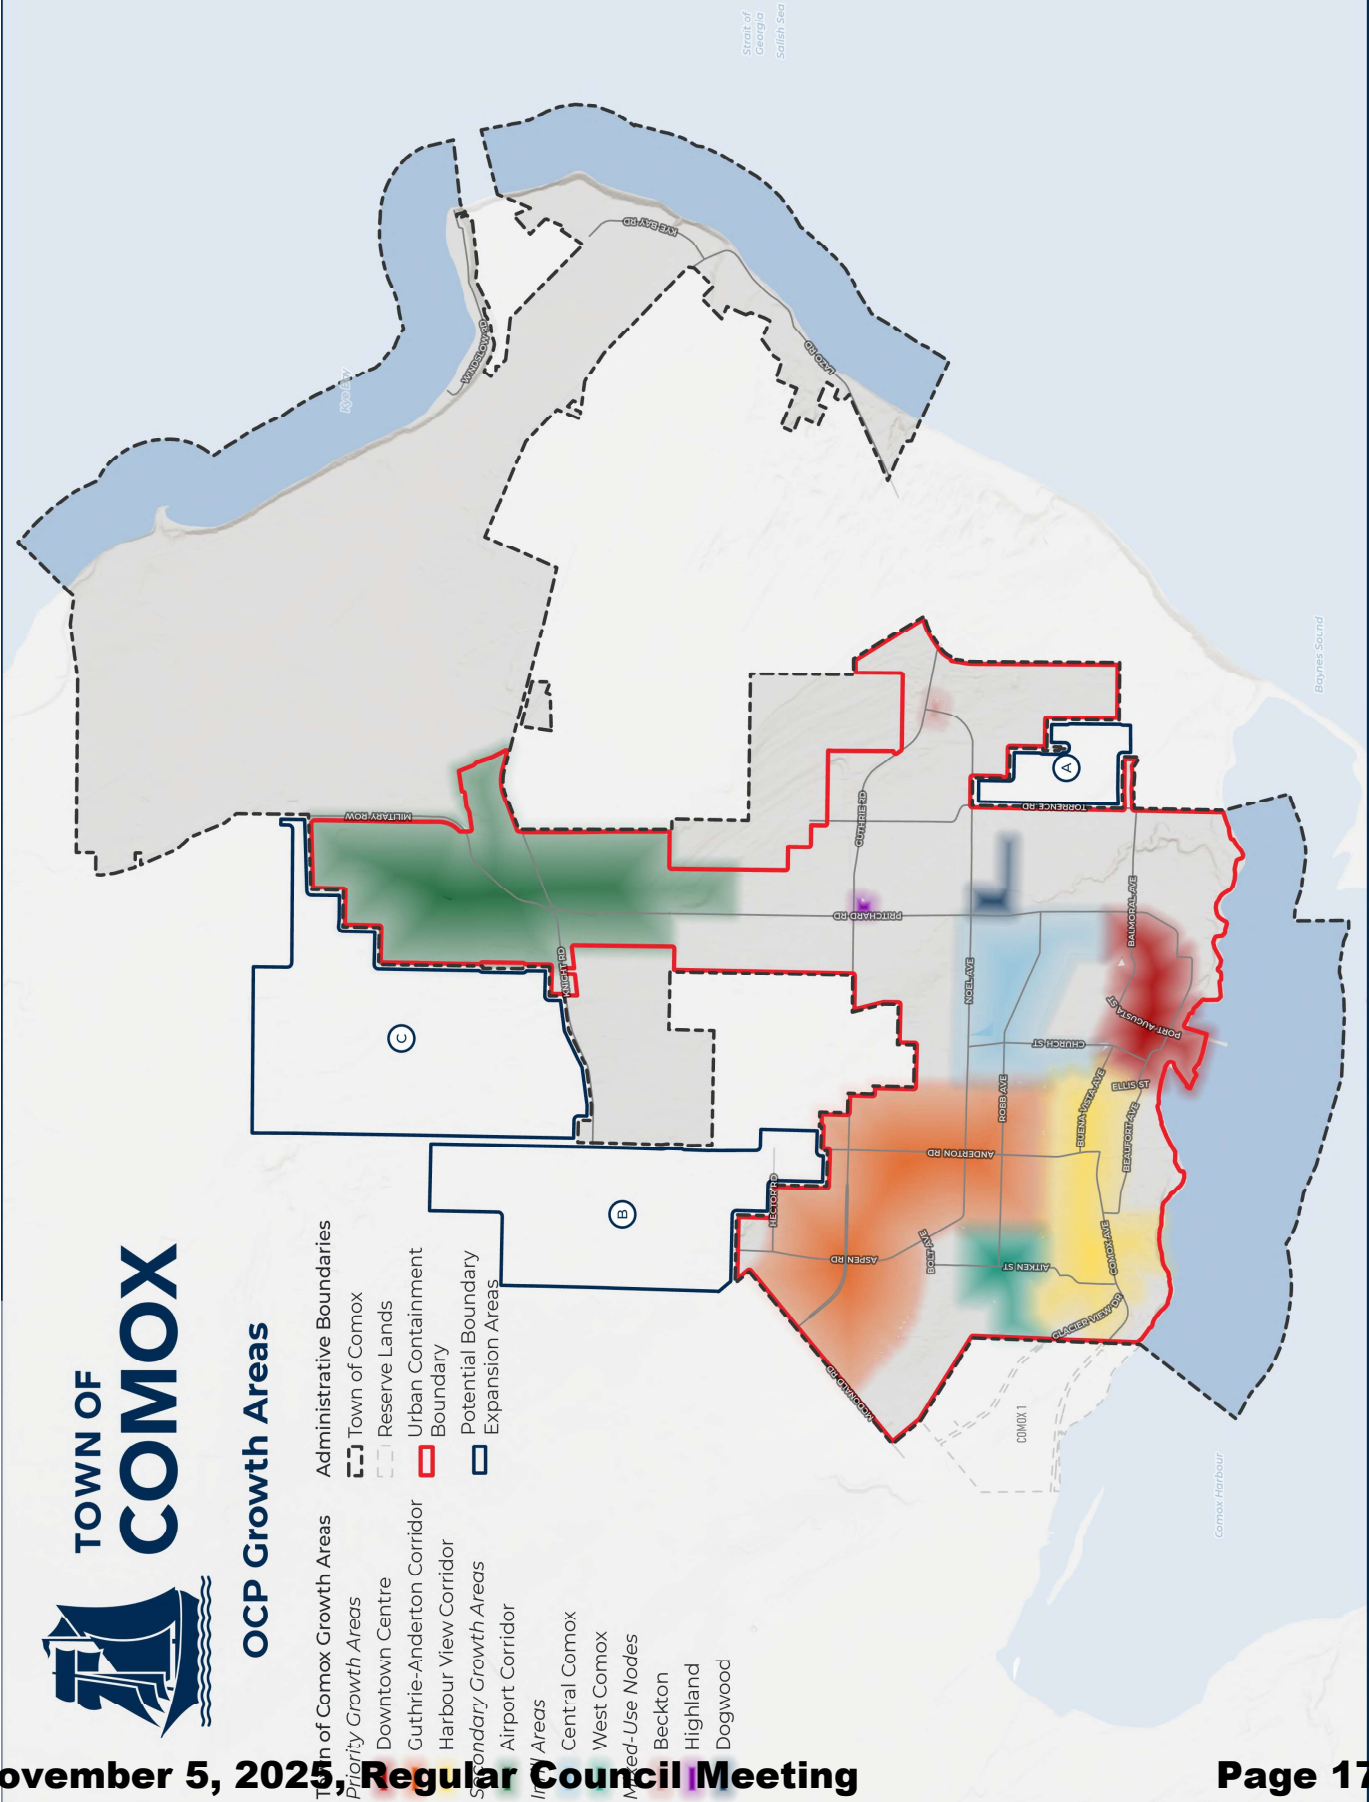 TOWN OF
COMOX
OCP Growth Areas
Town of Comox Growth Areas
Priority Growth Areas
Downtown Centre
Guthrie-Anderton Corridor
Harbour View Corridor
Secondary Growth Areas
Airport Corridor
Infill Areas
Central Comox
West Comox
Mixed-Use Nodes
Beckton
Highland
Dogwood
Administrative Boundaries
Town of Comox
Reserve Lands
Urban Containment
Boundary
Potential Boundary
Expansion Areas
Strait of
Georgia
Salish Sea
Kye Bay
Baynes Sound
Comox Harbour
KYE BAY RD
WINDSLOW RD
LAZO RD
MILITARY ROW
KNIGHT RD
GUTHRIE RD
TORRENCE RD
PRITCHARD RD
BALMORAL AVE
NOEL AVE
PORT AUGUSTA ST
CHURCH ST
ELLIS ST
ROBB AVE
BUENA VISTA AVE
BEAUFORT AVE
ANDERTON RD
HECTOR RD
ASPEN RD
BOLT AVE
AITKEN ST
COMOX AVE
GLACIER VIEW DR
MCDONALD RD
COMOX 1
A
B
C
ovember 5, 2025, Regular Council Meeting
Page 17